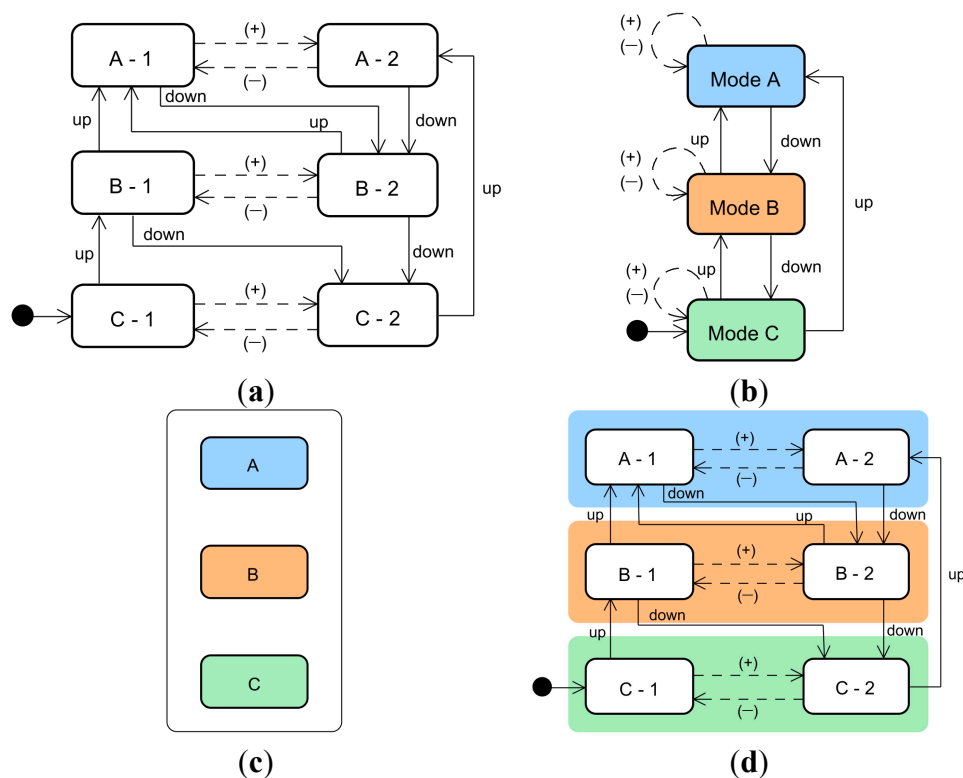 (+)
A - 1
A - 2
(—)
down
up
up
down
(+)
B - 1
B - 2
(—)
up
down
down
up
(+)
C - 1
C - 2
(—)
(a)
(+)
(—)
Mode A
up
down
(+)
(—)
Mode B
up
up
down
(+)
(—)
Mode C
(b)
A
B
C
(c)
(+)
A - 1
A - 2
(—)
down
up
up
down
(+)
B - 1
B - 2
(—)
up
down
up
down
(+)
C - 1
C - 2
(—)
(d)